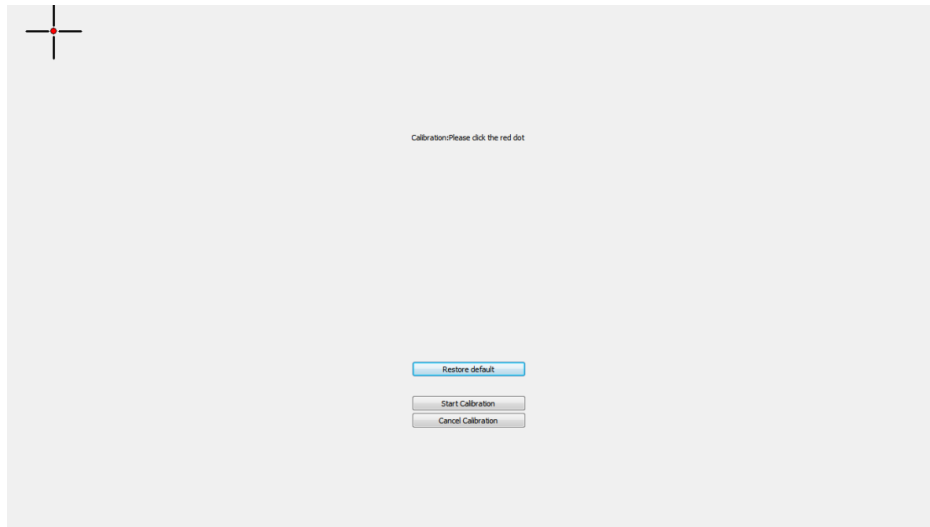 Calibration:Please click the red dot
Restore default
Start Calibration
Cancel Calibration